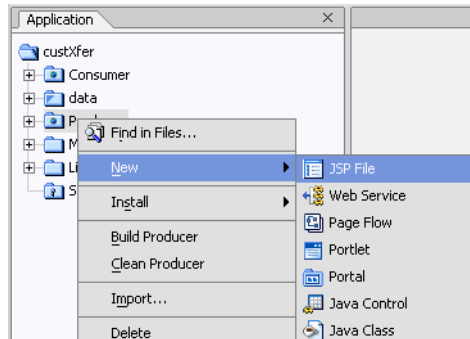 Application
custXfer
Consumer
data
P
Find in Files...
M
Li
New
JSP File
S
Install
Web Service
Page Flow
Build Producer
Portlet
Clean Producer
Portal
Import...
Java Control
Delete
Java Class